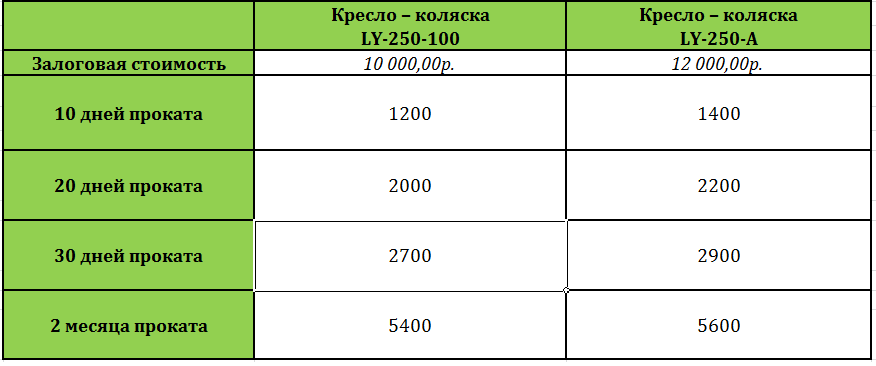 Кресло – коляска
LY-250-100
Кресло – коляска
LY-250-A
Залоговая стоимость
10 000,00р.
12 000,00р.
10 дней проката
1200
1400
20 дней проката
2000
2200
30 дней проката
2700
2900
2 месяца проката
5400
5600